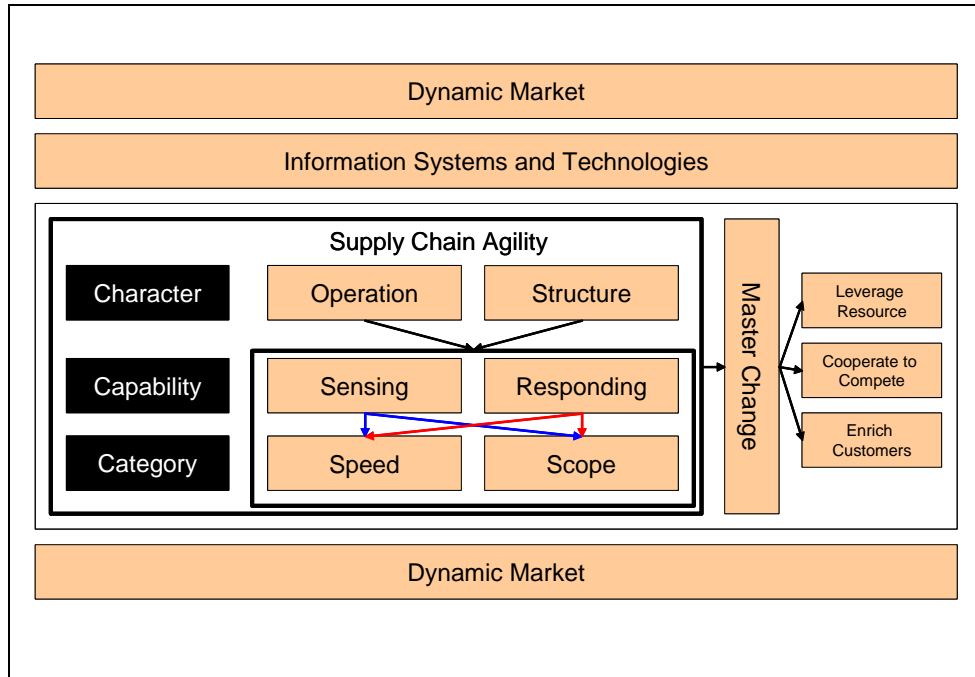 Dynamic Market
Information Systems and Technologies
Supply Chain Agility
Character
Operation
Structure
Capability
Sensing
Responding
Category
Speed
Scope
Master Change
Leverage
Resource
Cooperate to
Compete
Enrich
Customers
Dynamic Market